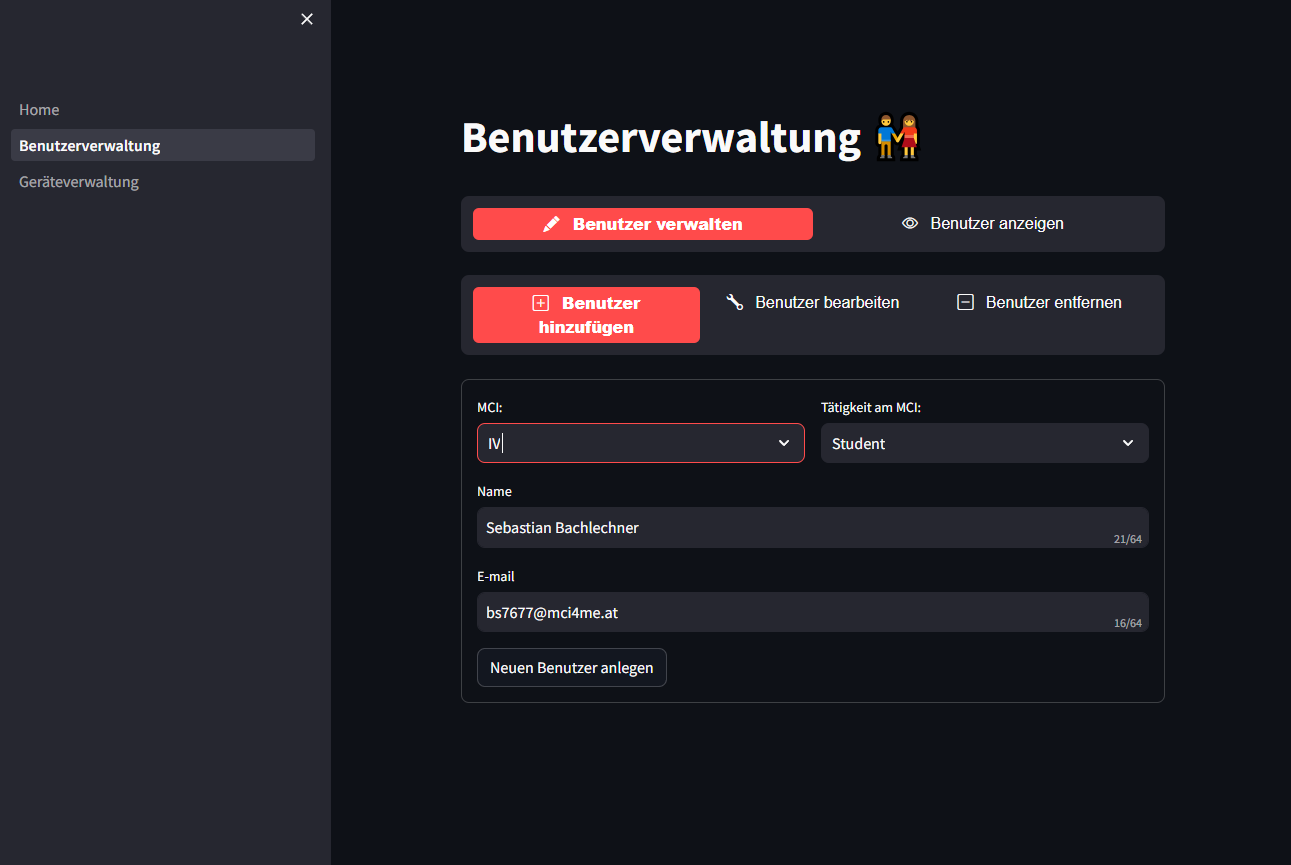 Home
Benutzerverwaltung
Geräteverwaltung
Benutzerverwaltung
Benutzer verwalten
Benutzer anzeigen
Benutzer
hinzufügen
Benutzer bearbeiten
Benutzer entfernen
MCI:
Tätigkeit am MCI:
IV
Student
Name
Sebastian Bachlechner
21/64
E-mail
bs7677@mci4me.at
16/64
Neuen Benutzer anlegen